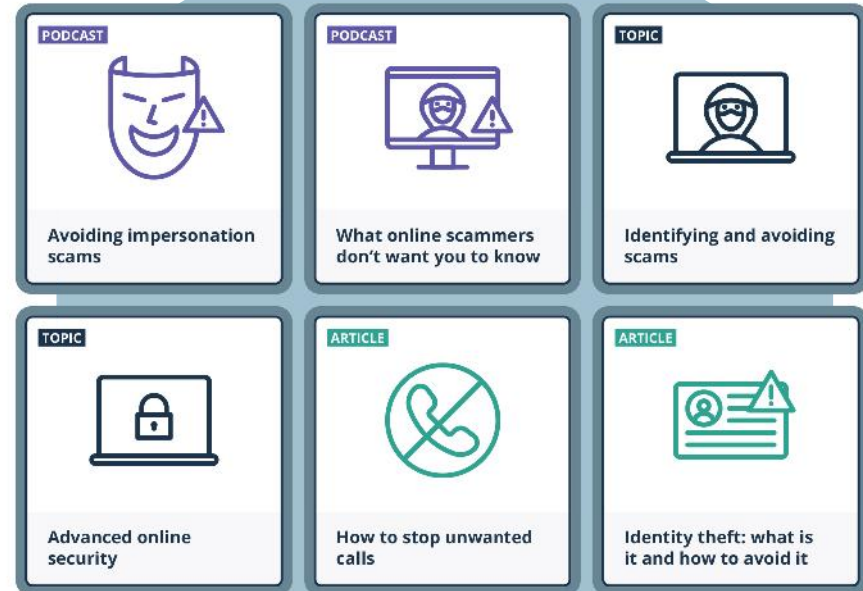 PODCAST
Avoiding impersonation
scams
PODCAST
What online scammers
don't want you to know
TOPIC
Identifying and avoiding
scams
TOPIC
Advanced online
security
ARTICLE
How to stop unwanted
calls
ARTICLE
Identity theft: what is
it and how to avoid it